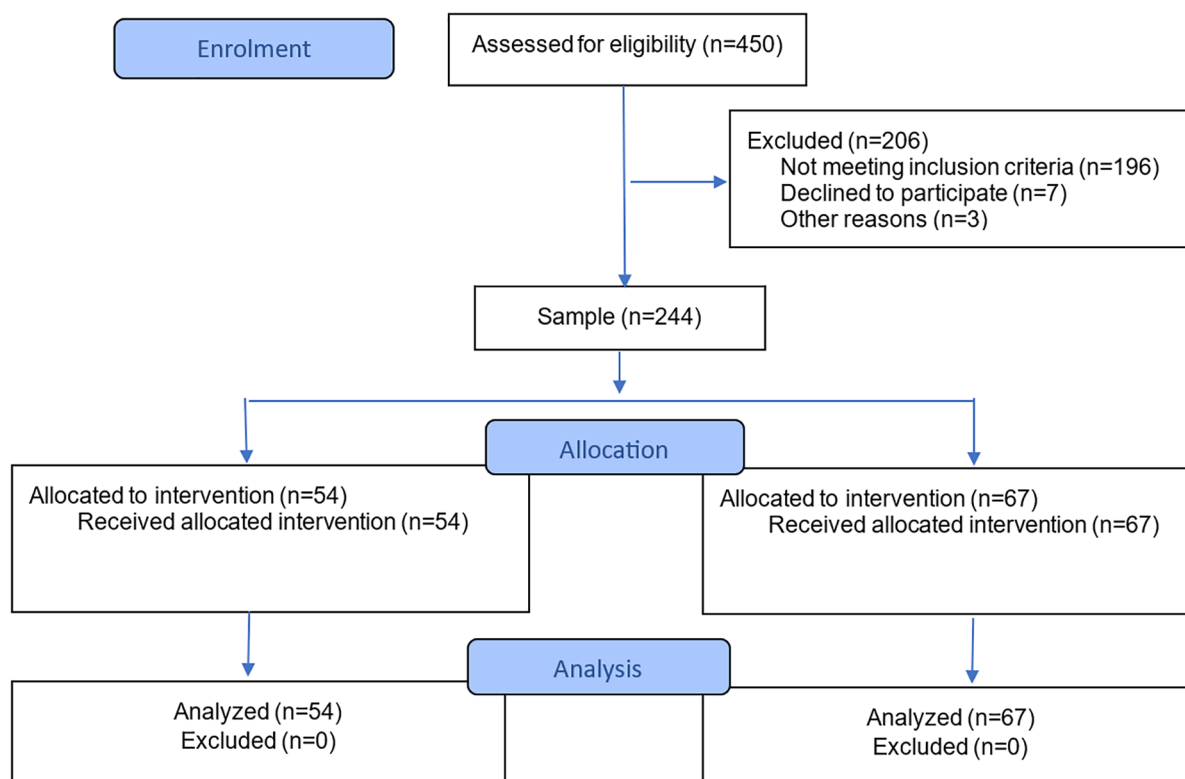 Enrolment
Assessed for eligibility (n=450)
Excluded (n=206)
Not meeting inclusion criteria (n=196)
Declined to participate (n=7)
Other reasons (n=3)
Sample (n=244)
Allocation
Allocated to intervention (n=54)
Received allocated intervention (n=54)
Allocated to intervention (n=67)
Received allocated intervention (n=67)
Analysis
Analyzed (n=54)
Excluded (n=0)
Analyzed (n=67)
Excluded (n=0)